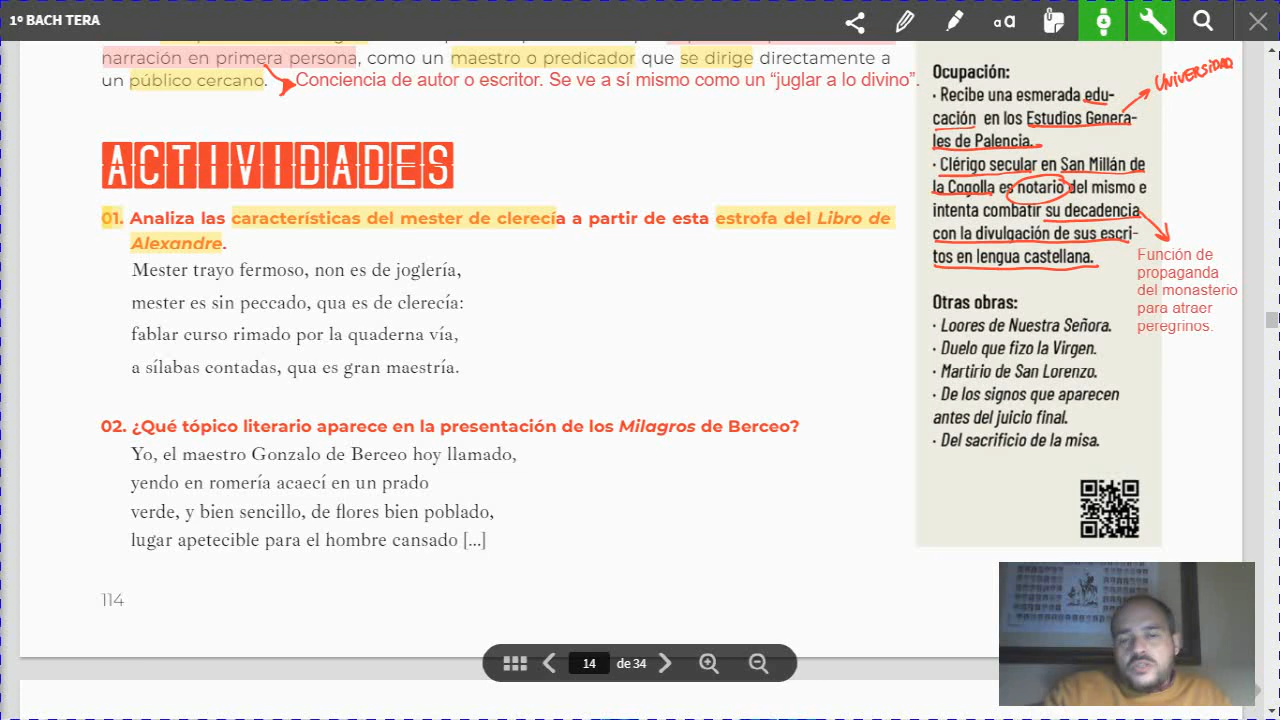 1º BACH TERA
aa
narración en primera persona, como un maestro o predicador que se dirige directamente a
un público cercano.
Conciencia de autor o escritor. Se ve a sí mismo como un “juglar a lo divino”.
ACTIVIDADES
01. Analiza las características del mester de clerecía a partir de esta estrofa del Libro de
Alexandre.
Mester trayo fermoso, non es de joglería,
mester es sin peccado, qua es de clerecía:
fablar curso rimado por la quaderna vía,
a sílabas contadas, qua es gran maestría.
02. ¿Qué tópico literario aparece en la presentación de los Milagros de Berceo?
Yo, el maestro Gonzalo de Berceo hoy llamado,
yendo en romería acaecí en un prado
verde, y bien sencillo, de flores bien poblado,
lugar apetecible para el hombre cansado [...]
114
Ocupación:
· Recibe una esmerada edu-
cación en los Estudios Genera-
les de Palencia.
· Clérigo secular en San Millán de
la Cogolla es notario del mismo e
intenta combatir su decadencia
con la divulgación de sus escri-
tos en lengua castellana.
UNIVERSIDAD
Función de
propaganda
del monasterio
para atraer
peregrinos.
Otras obras:
· Loores de Nuestra Señora.
· Duelo que fizo la Virgen.
· Martirio de San Lorenzo.
· De los signos que aparecen
antes del juicio final.
· Del sacrificio de la misa.
14 de 34